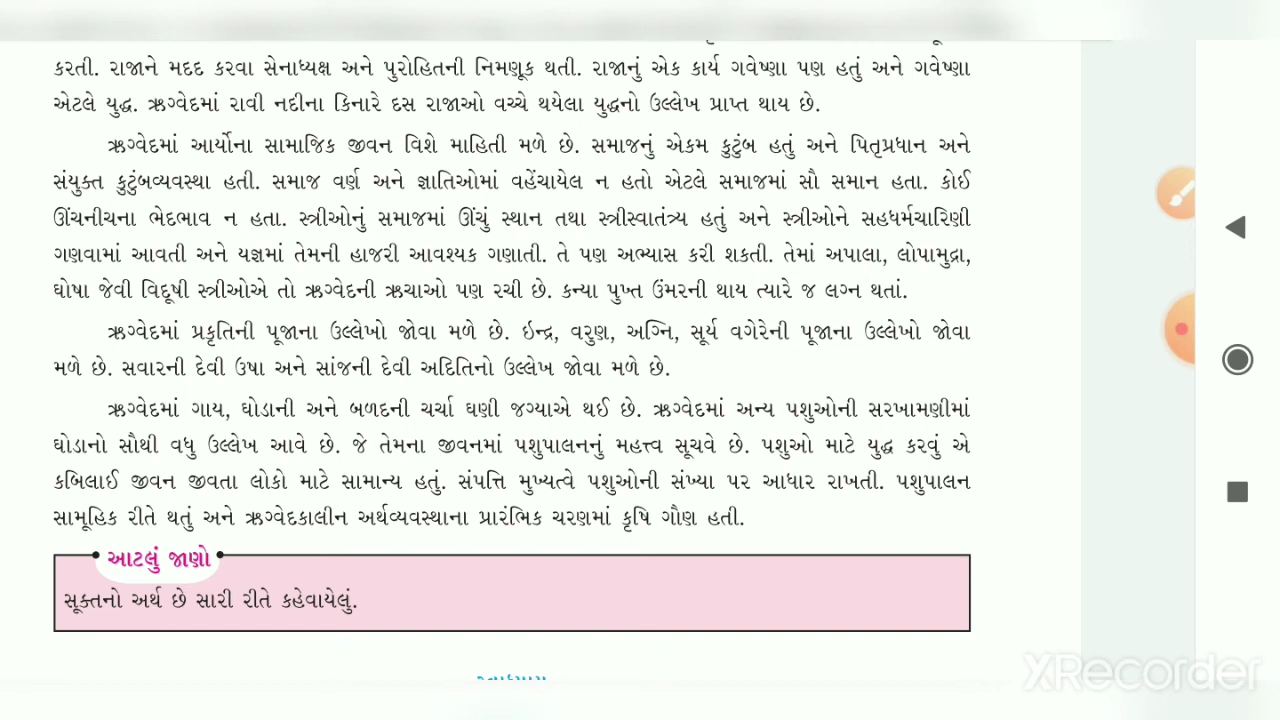 કરતી. રાજાને મદદ કરવા સેનાધ્યક્ષ અને પુરોહિતની નિમણૂક થતી. રાજાનું એક કાર્ય ગવેષ્ણા પણ હતું અને ગવેષ્ણા
એટલે યુદ્ધ. ઋગ્વેદમાં રાવી નદીના કિનારે દસ રાજાઓ વચ્ચે થયેલા યુદ્ધનો ઉલ્લેખ પ્રાપ્ત થાય છે.
ઋગ્વેદમાં આર્યોના સામાજિક જીવન વિશે માહિતી મળે છે. સમાજનું એકમ કુટુંબ હતું અને પિતૃપ્રધાન અને
સંયુક્ત કુટુંબવ્યવસ્થા હતી. સમાજ વર્ણ અને જ્ઞાતિઓમાં વહેંચાયેલ ન હતો એટલે સમાજમાં સૌ સમાન હતા. કોઈ
ઊંચનીચના ભેદભાવ ન હતા. સ્ત્રીઓનું સમાજમાં ઊંચું સ્થાન તથા સ્ત્રીસ્વાતંત્ર્ય હતું અને સ્ત્રીઓને સહધર્મચારિણી
ગણવામાં આવતી અને યજ્ઞમાં તેમની હાજરી આવશ્યક ગણાતી. તે પણ અભ્યાસ કરી શકતી. તેમાં અપાલા, લોપામુદ્રા,
ઘોષા જેવી વિદૂષી સ્ત્રીઓએ તો ઋગ્વેદની ઋચાઓ પણ રચી છે. કન્યા પુખ્ત ઉંમરની થાય ત્યારે જ લગ્ન થતાં.
ઋગ્વેદમાં પ્રકૃતિની પૂજાના ઉલ્લેખો જોવા મળે છે. ઇન્દ્ર, વરુણ, અગ્નિ, સૂર્ય વગેરેની પૂજાના ઉલ્લેખો જોવા
મળે છે. સવારની દેવી ઉષા અને સાંજની દેવી અદિતિનો ઉલ્લેખ જોવા મળે છે.
ઋગ્વેદમાં ગાય, ઘોડાની અને બળદની ચર્ચા ઘણી જગ્યાએ થઈ છે. ઋગ્વેદમાં અન્ય પશુઓની સરખામણીમાં
ઘોડાનો સૌથી વધુ ઉલ્લેખ આવે છે. જે તેમના જીવનમાં પશુપાલનનું મહત્ત્વ સૂચવે છે. પશુઓ માટે યુદ્ધ કરવું એ
કબિલાઈ જીવન જીવતા લોકો માટે સામાન્ય હતું. સંપત્તિ મુખ્યત્વે પશુઓની સંખ્યા પર આધાર રાખતી. પશુપાલન
સામૂહિક રીતે થતું અને ઋગ્વેદકાલીન અર્થવ્યવસ્થાના પ્રારંભિક ચરણમાં કૃષિ ગૌણ હતી.
આટલું જાણો
સૂક્તનો અર્થ છે સારી રીતે કહેવાયેલું.
XRecorder